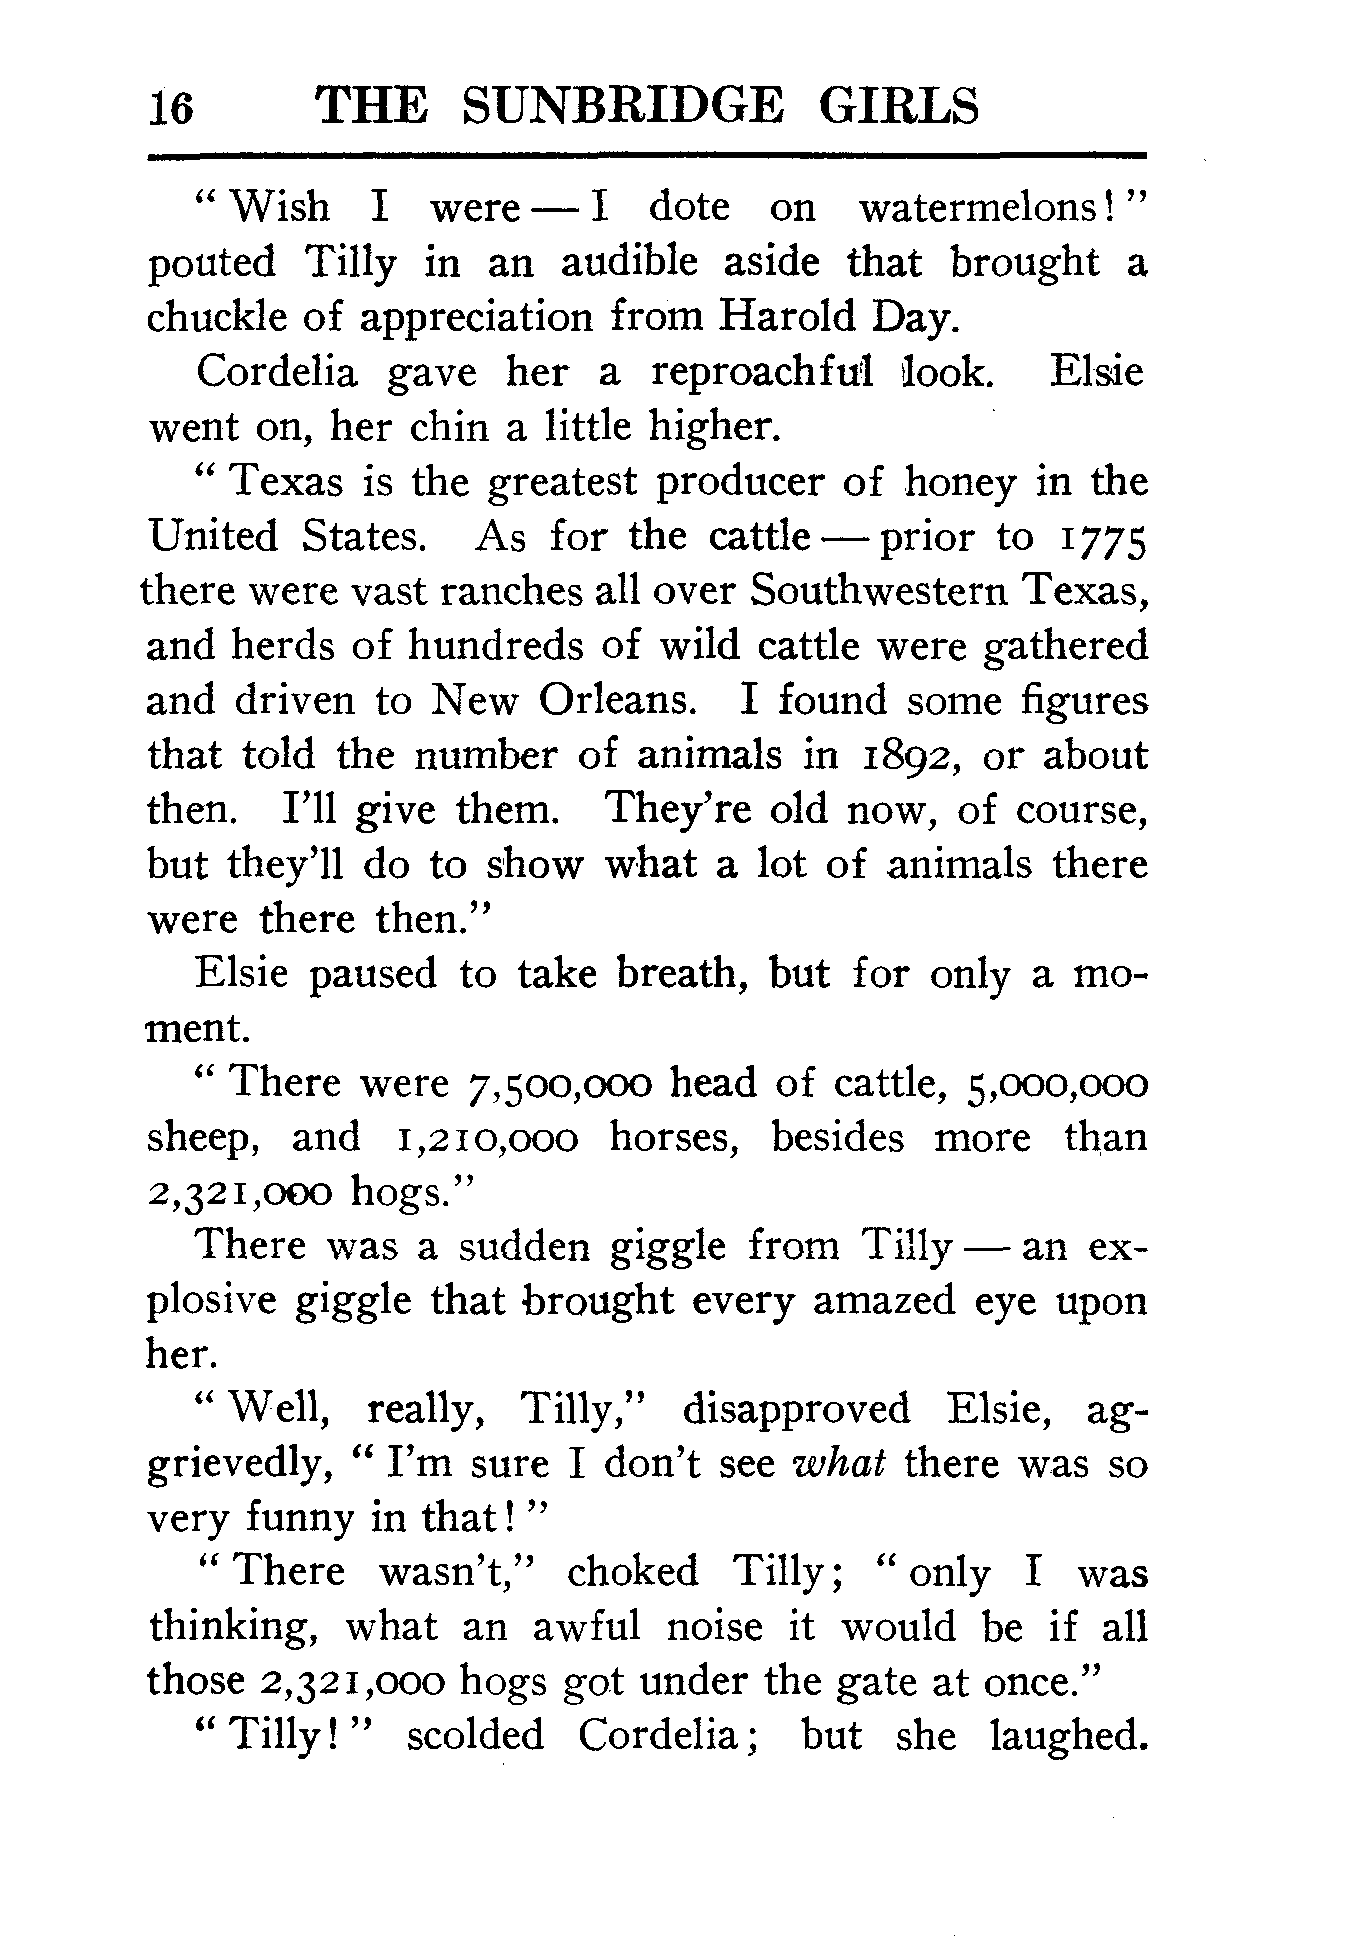 16 THE SUNBRIDGE GIRLS
" Wish I were — I dote on watermelons! "
pouted Tilly in an audible aside that brought a
chuckle of appreciation from Harold Day.
Cordelia gave her a reproachful look. Elsie
went on, her chin a little higher.
" Texas is the greatest producer of honey in the
United States. As for the cattle — prior to 1775
there were vast ranches all over Southwestern Texas,
and herds of hundreds of wild cattle were gathered
and driven to New Orleans. I found some figures
that told the number of animals in 1892, or about
then. I'll give them. They're old now, of course,
but they'll do to show what a lot of animals there
were there then."
Elsie paused to take breath, but for only a mo-
ment.
" There were 7,500,000 head of cattle, 5,000,000
sheep, and 1,210,000 horses, besides more than
2,321,000 hogs."
There was a sudden giggle from Tilly — an ex-
plosive giggle that brought every amazed eye upon
her.
" Well, really, Tilly," disapproved Elsie, ag-
grievedly, " I'm sure I don't see what there was so
very funny in that! "
" There wasn't," choked Tilly; " only I was
thinking, what an awful noise it would be if all
those 2,321,000 hogs got under the gate at once."
" Tilly! " scolded Cordelia; but she laughed.